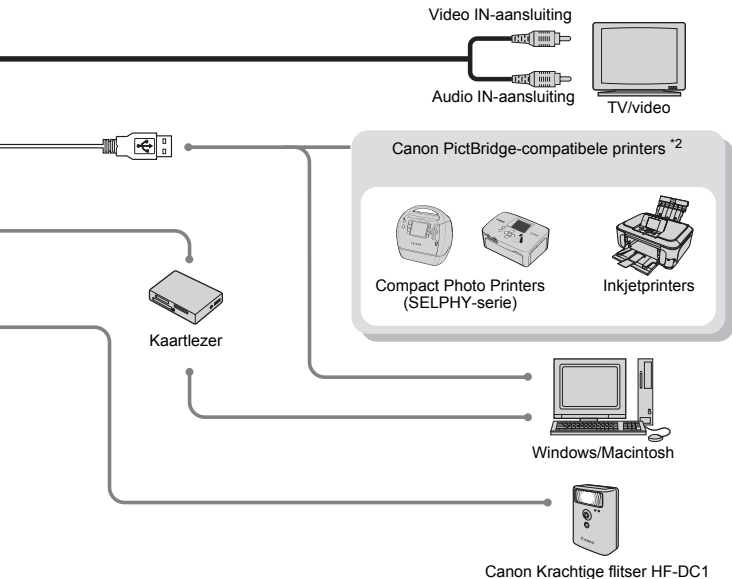 Video IN-aansluiting
Audio IN-aansluiting
TV/video
Canon PictBridge-compatibele printers *2
Compact Photo Printers
(SELPHY-serie)
Inkjetprinters
Kaartlezer
Windows/Macintosh
Canon
Canon Krachtige flitser HF-DC1